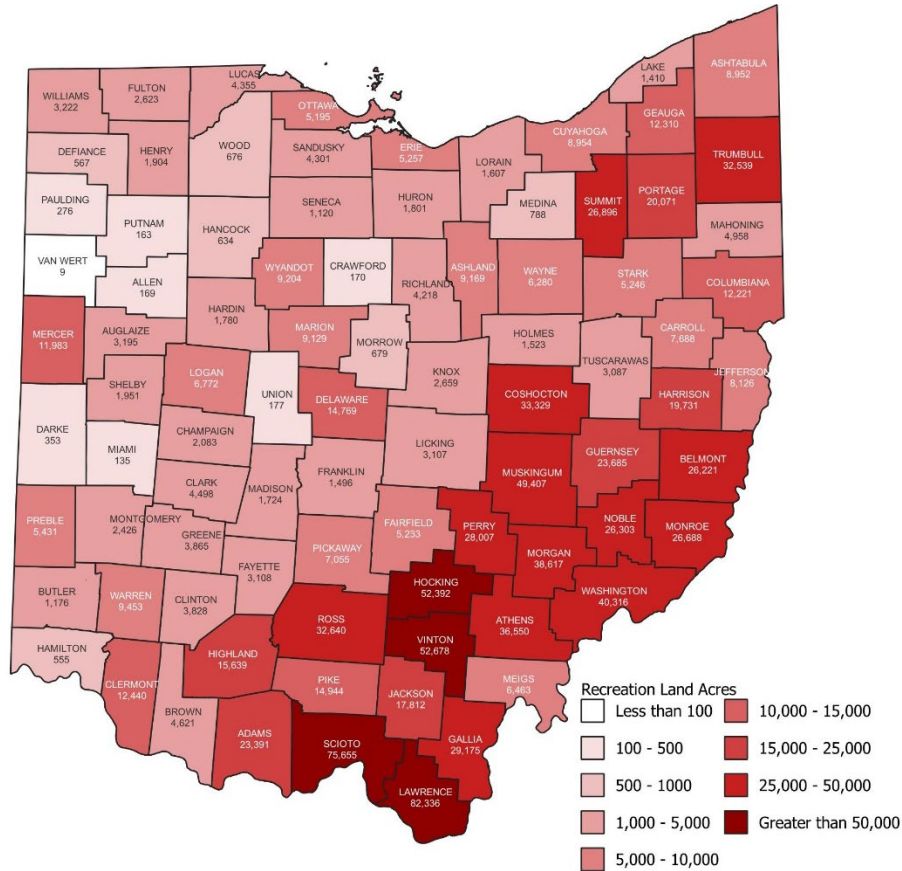 LAKE
1,410
ASHTABULA
8,952
WILLIAMS
3,222
FULTON
2,623
LUCAS
4,355
OTTAWA
5,195
GEAUGA
12,310
CUYAHOGA
8,954
TRUMBULL
32,539
DEFIANCE
567
HENRY
1,904
WOOD
676
SANDUSKY
4,301
ERIE
5,257
LORAIN
1,607
MEDINA
788
SUMMIT
26,896
PORTAGE
20,071
PAULDING
276
PUTNAM
163
HANCOCK
634
SENECA
1,120
HURON
1,801
MAHONING
4,958
VAN WERT
9
ALLEN
169
WYANDOT
9,204
CRAWFORD
170
RICHLAND
4,218
ASHLAND
9,169
WAYNE
6,280
STARK
5,246
COLUMBIANA
12,221
MERCER
11,983
AUGLAIZE
3,195
HARDIN
1,780
MARION
9,129
MORROW
679
HOLMES
1,523
TUSCARAWAS
3,087
CARROLL
7,688
JEFFERSON
8,126
SHELBY
1,951
LOGAN
6,772
UNION
177
DELAWARE
14,769
KNOX
2,659
COSHOCTON
33,329
HARRISON
19,731
DARKE
353
MIAMI
135
CHAMPAIGN
2,083
LICKING
3,107
GUERNSEY
23,685
BELMONT
26,221
CLARK
4,498
MADISON
1,724
FRANKLIN
1,496
MUSKINGUM
49,407
PREBLE
5,431
MONTGOMERY
2,426
GREENE
3,865
FAYETTE
3,108
PICKAWAY
7,055
FAIRFIELD
5,233
PERRY
28,007
MORGAN
38,617
NOBLE
26,303
MONROE
26,688
BUTLER
1,176
WARREN
9,453
CLINTON
3,828
ROSS
32,640
HOCKING
52,392
ATHENS
36,550
WASHINGTON
40,316
HAMILTON
555
CLERMONT
12,440
HIGHLAND
15,639
VINTON
52,678
MEIGS
6,463
BROWN
4,621
ADAMS
23,391
PIKE
14,944
JACKSON
17,812
SCIOTO
75,655
GALLIA
29,175
LAWRENCE
82,336
Recreation Land Acres
Less than 100
100 - 500
500 - 1000
1,000 - 5,000
5,000 - 10,000
10,000 - 15,000
15,000 - 25,000
25,000 - 50,000
Greater than 50,000